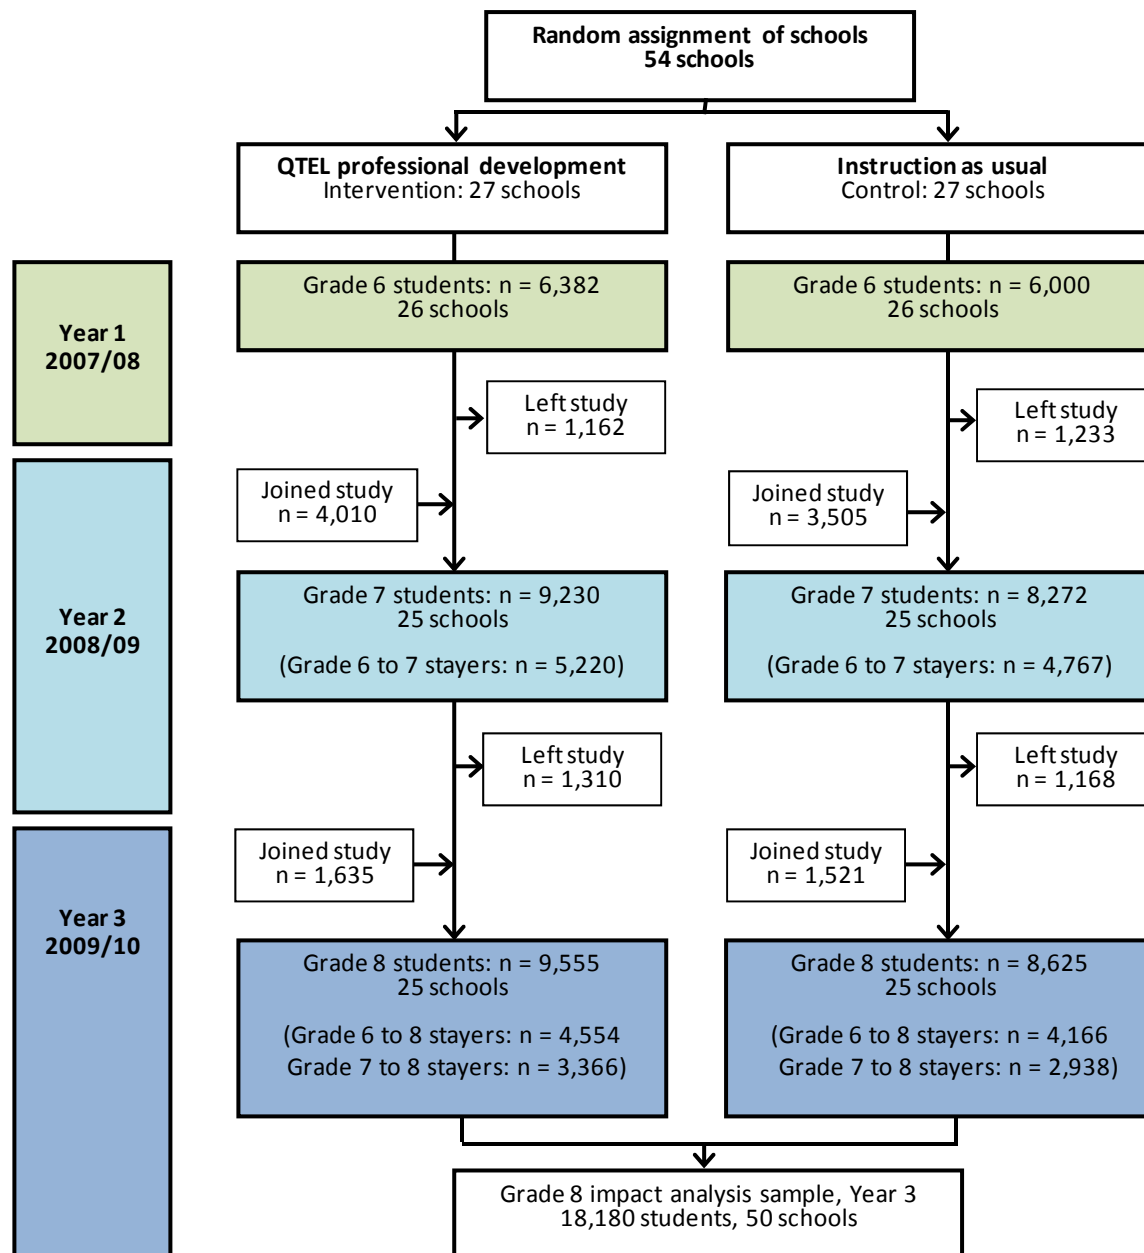 Random assignment of schools
54 schools
QTEL professional development
Intervention: 27 schools
Instruction as usual
Control: 27 schools
Year 1
2007/08
Grade 6 students: n = 6,382
26 schools
Grade 6 students: n = 6,000
26 schools
Left study
n = 1,162
Left study
n = 1,233
Joined study
n = 4,010
Joined study
n = 3,505
Year 2
2008/09
Grade 7 students: n = 9,230
25 schools
(Grade 6 to 7 stayers: n = 5,220)
Grade 7 students: n = 8,272
25 schools
(Grade 6 to 7 stayers: n = 4,767)
Left study
n = 1,310
Left study
n = 1,168
Joined study
n = 1,635
Joined study
n = 1,521
Year 3
2009/10
Grade 8 students: n = 9,555
25 schools
(Grade 6 to 8 stayers: n = 4,554
Grade 7 to 8 stayers: n = 3,366)
Grade 8 students: n = 8,625
25 schools
(Grade 6 to 8 stayers: n = 4,166
Grade 7 to 8 stayers: n = 2,938)
Grade 8 impact analysis sample, Year 3
18,180 students, 50 schools